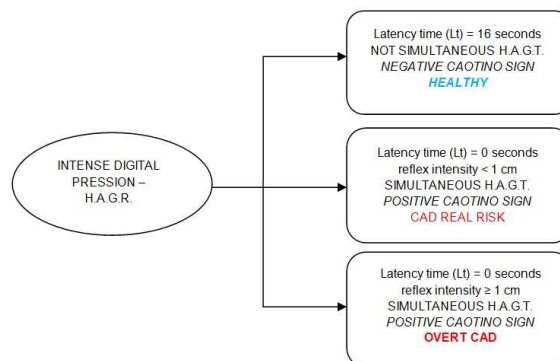 Latency time (Lt) = 16 seconds
NOT SIMULTANEOUS H.A.G.T.
NEGATIVE CAOTINO SIGN
HEALTHY
INTENSE DIGITAL
PRESSION –
H.A.G.R.
Latency time (Lt) = 0 seconds
reflex intensity < 1 cm
SIMULTANEOUS H.A.G.T.
POSITIVE CAOTINO SIGN
CAD REAL RISK
Latency time (Lt) = 0 seconds
reflex intensity ≥ 1 cm
SIMULTANEOUS H.A.G.T.
POSITIVE CAOTINO SIGN
OVERT CAD